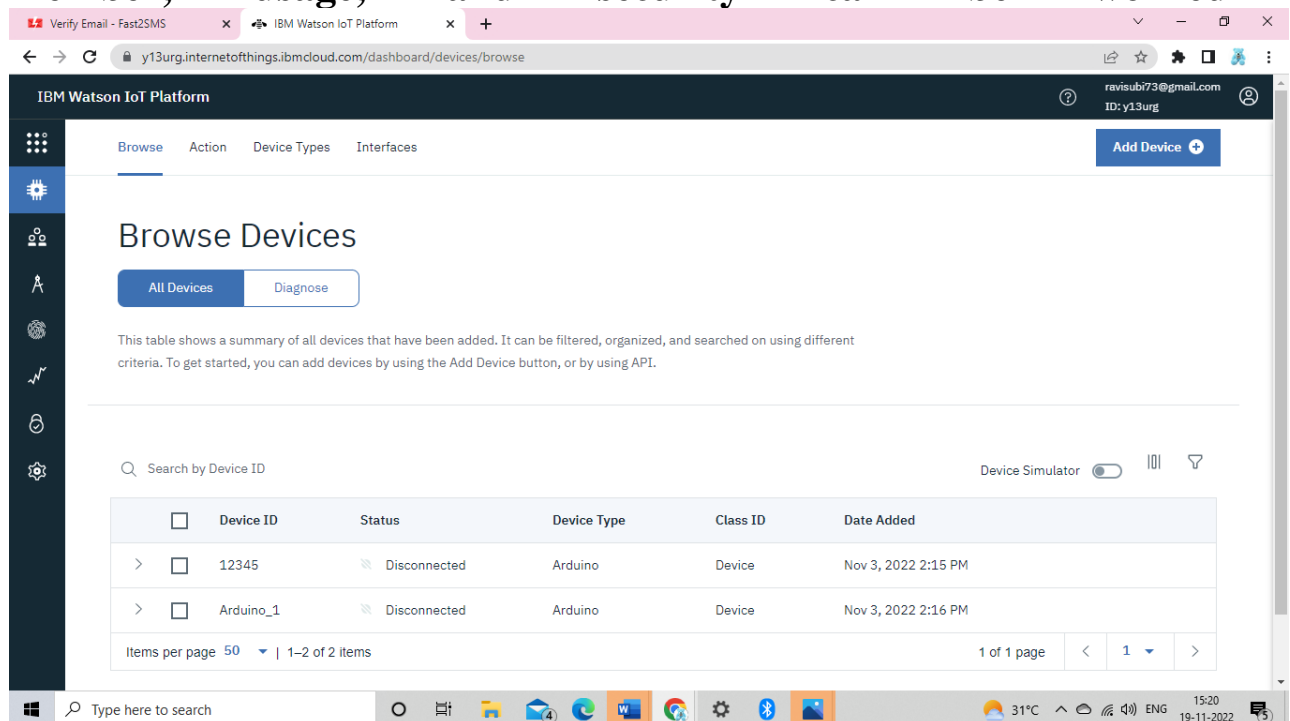 Verify Email - Fast2SMS
IBM Watson IoT Platform
y13urg.internetofthings.ibmcloud.com/dashboard/devices/browse
IBM Watson IoT Platform
ravisubi73@gmail.com
ID: y13urg
Browse Action Device Types Interfaces
Add Device
Browse Devices
All Devices Diagnose
This table shows a summary of all devices that have been added. It can be filtered, organized, and searched on using different
criteria. To get started, you can add devices by using the Add Device button, or by using API.
Search by Device ID
Device Simulator
Device ID Status Device Type Class ID Date Added
12345 Disconnected Arduino Device Nov 3, 2022 2:15 PM
Arduino_1 Disconnected Arduino Device Nov 3, 2022 2:16 PM
Items per page 50 | 1–2 of 2 items
1 of 1 page 1
Type here to search
4
31°C
ENG
15:20
19-11-2022
5